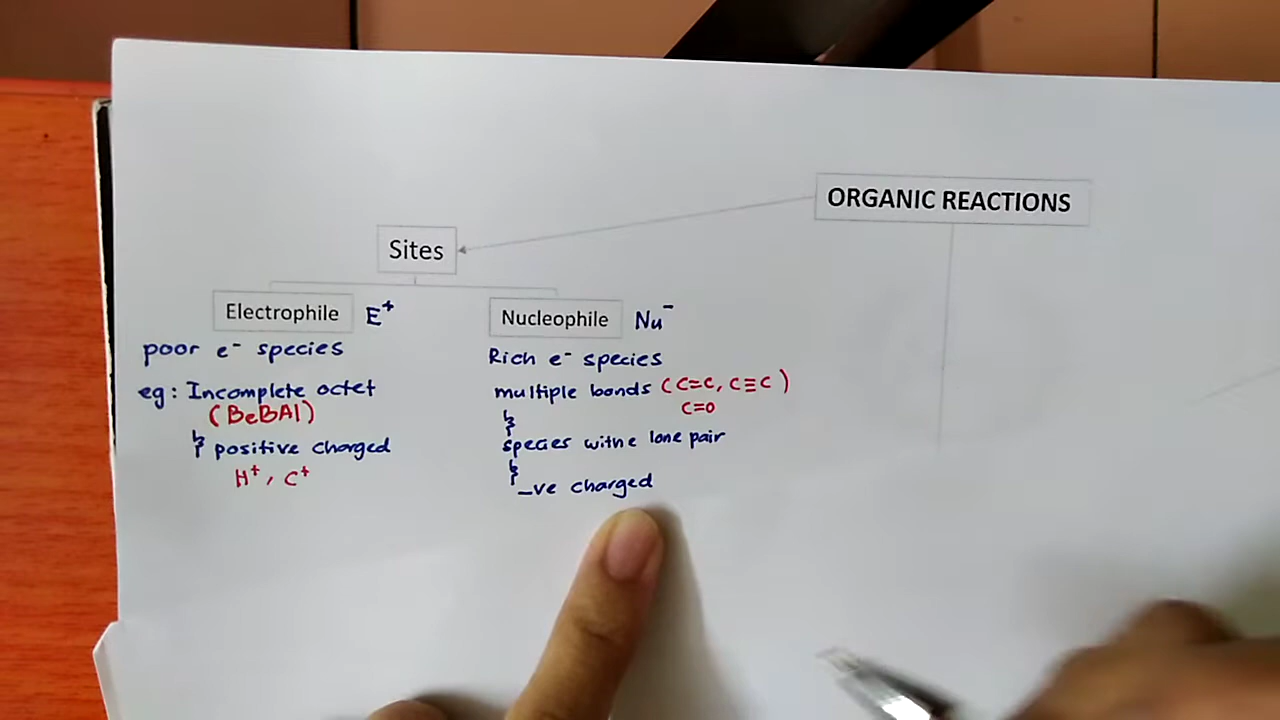 ORGANIC REACTIONS
Sites
Electrophile E⁺
poor e⁻ species
eg: Incomplete octet
(BeBAl)
positive charged
H⁺, C⁺
Nucleophile Nu⁻
Rich e⁻ species
multiple bonds (C=C, C≡C)
C=O
species witne lone pair
-ve charged